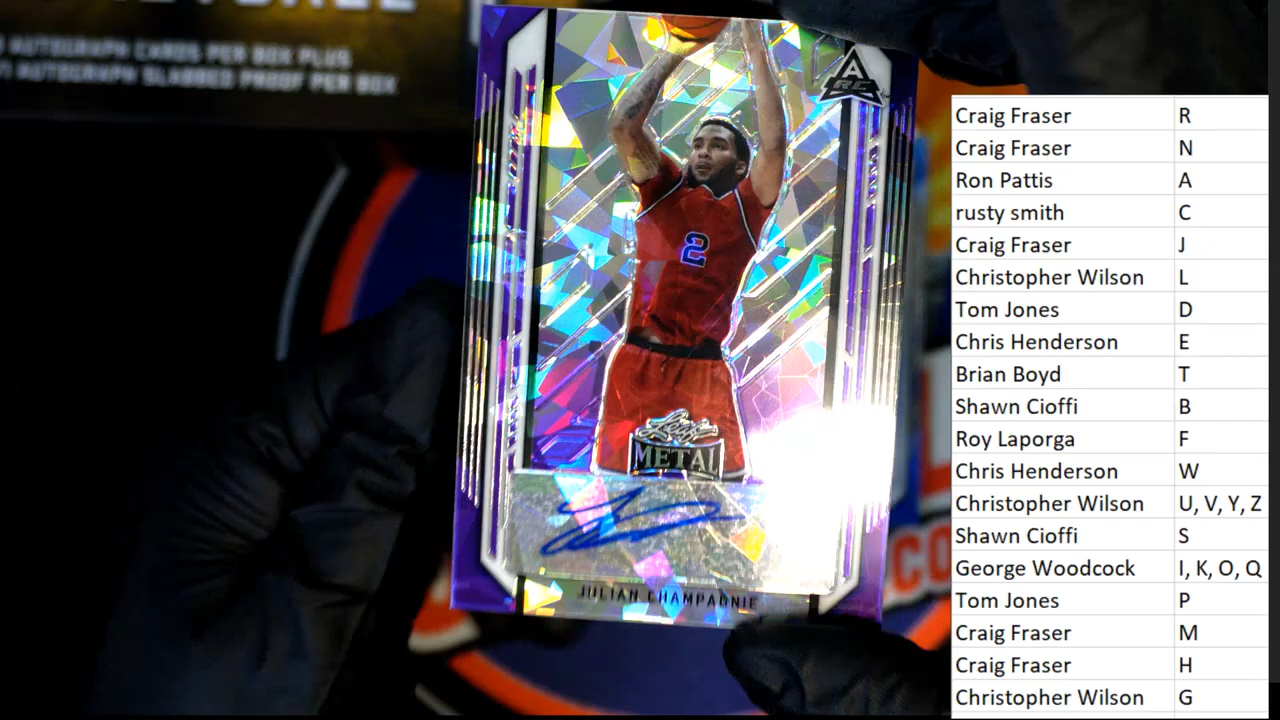 AUTOGRAPH CARDS PER BOX PLUS
AUTOGRAPH SLABBED PROOF PER BOX
A
RC
2
Leaf
METAL
JULIAN CHAMPAGNIE
CO
Craig Fraser R
Craig Fraser N
Ron Pattis A
rusty smith C
Craig Fraser J
Christopher Wilson L
Tom Jones D
Chris Henderson E
Brian Boyd T
Shawn Cioffi B
Roy Laporga F
Chris Henderson W
Christopher Wilson U, V, Y, Z
Shawn Cioffi S
George Woodcock I, K, O, Q
Tom Jones P
Craig Fraser M
Craig Fraser H
Christopher Wilson G